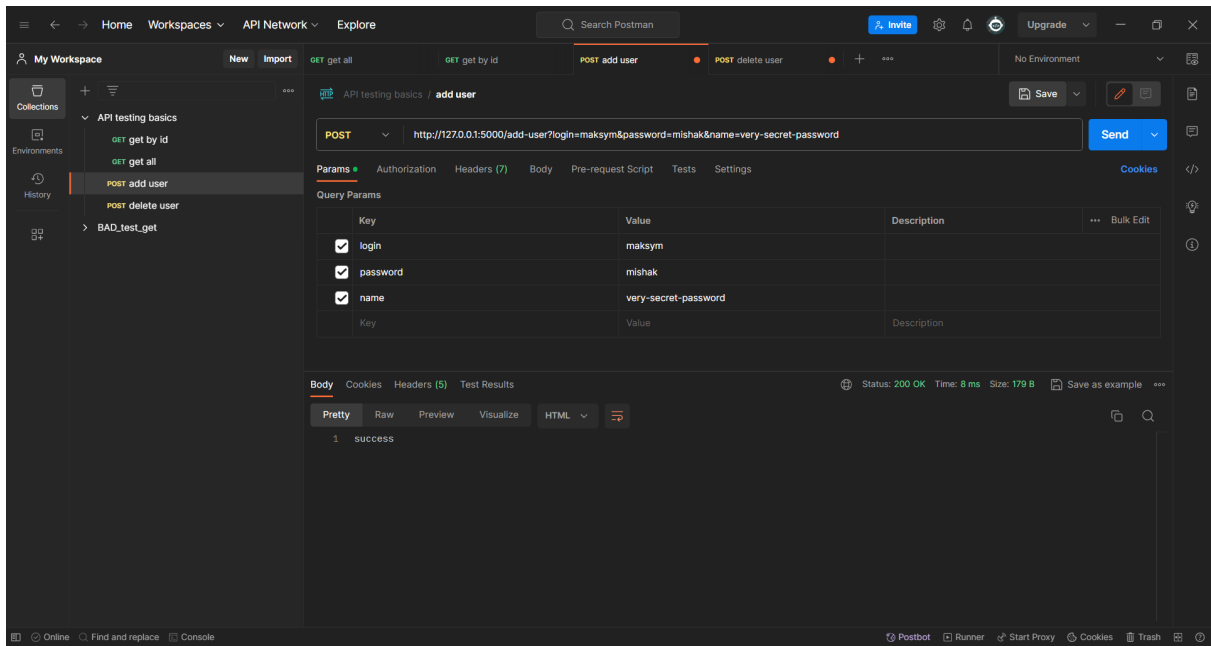 Home Workspaces API Network Explore Search Postman Invite Upgrade
My Workspace New Import GET get all GET get by id POST add user POST delete user No Environment
Collections
Environments
History
API testing basics
GET get by id
GET get all
POST add user
POST delete user
BAD_test_get
HTTP API testing basics / add user Save
POST http://127.0.0.1:5000/add-user?login=maksym&password=mishak&name=very-secret-password Send
Params Authorization Headers (7) Body Pre-request Script Tests Settings Cookies
Query Params
Key Value Description Bulk Edit
login maksym
password mishak
name very-secret-password
Key Value Description
Body Cookies Headers (5) Test Results Status: 200 OK Time: 8 ms Size: 179 B Save as example
Pretty Raw Preview Visualize HTML
1 success
Online Find and replace Console Postbot Runner Start Proxy Cookies Trash